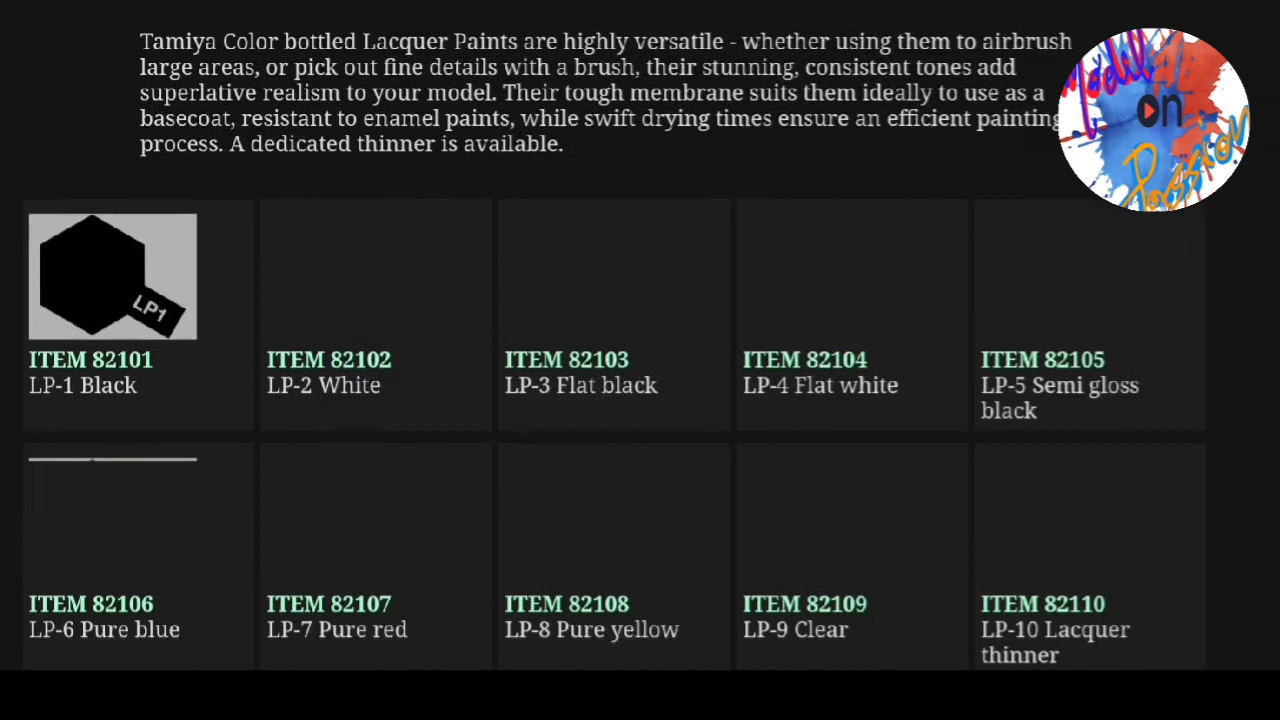 Tamiya Color bottled Lacquer Paints are highly versatile - whether using them to airbrush
large areas, or pick out fine details with a brush, their stunning, consistent tones add
superlative realism to your model. Their tough membrane suits them ideally to use as a
basecoat, resistant to enamel paints, while swift drying times ensure an efficient painting
process. A dedicated thinner is available.
Model
on
Passion
LP1
ITEM 82101
LP-1 Black
ITEM 82102
LP-2 White
ITEM 82103
LP-3 Flat black
ITEM 82104
LP-4 Flat white
ITEM 82105
LP-5 Semi gloss
black
ITEM 82106
LP-6 Pure blue
ITEM 82107
LP-7 Pure red
ITEM 82108
LP-8 Pure yellow
ITEM 82109
LP-9 Clear
ITEM 82110
LP-10 Lacquer
thinner